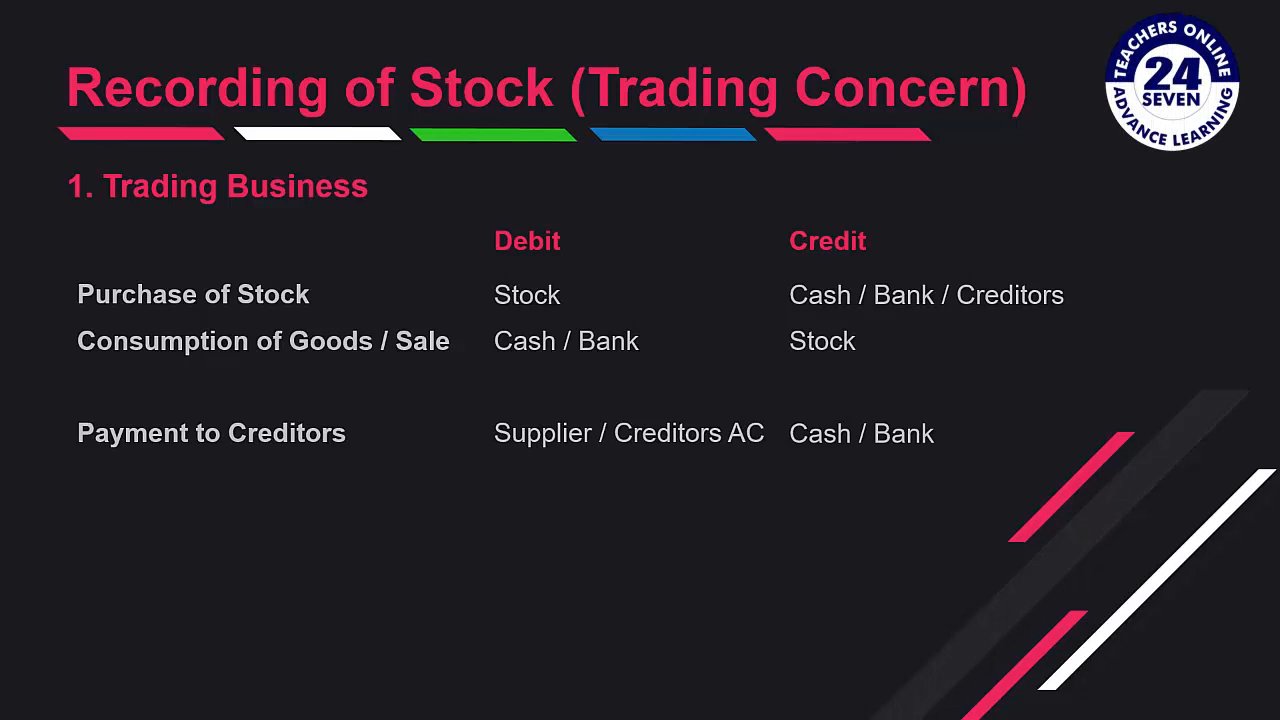 Recording of Stock (Trading Concern)
TEACHERS ONLINE
24
SEVEN
ADVANCE LEARNING
1. Trading Business
Debit Credit
Purchase of Stock Stock Cash / Bank / Creditors
Consumption of Goods / Sale Cash / Bank Stock
Payment to Creditors Supplier / Creditors AC Cash / Bank